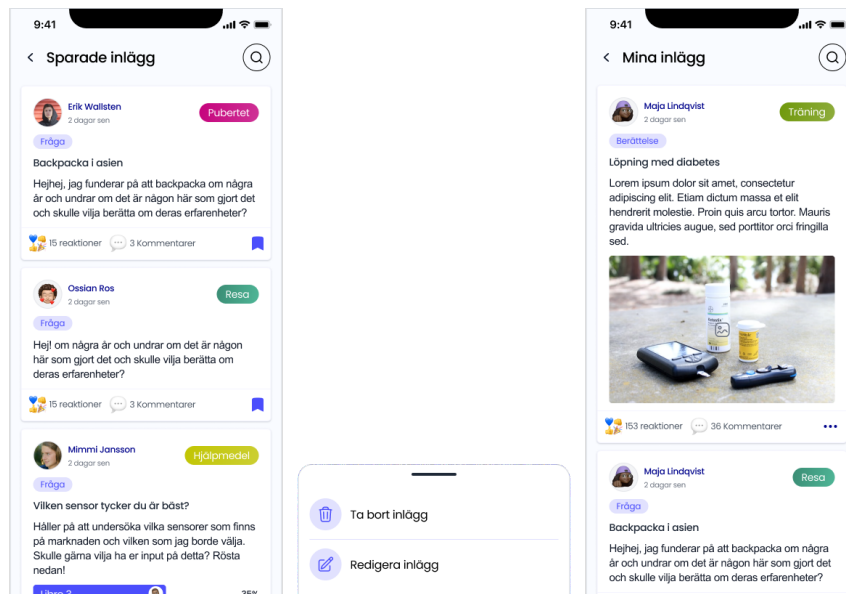 9:41
Sparade inlägg
Erik Wallsten
2 dagar sen
Pubertet
Fråga
Backpacka i asien
Hejhej, jag funderar på att backpacka om några
år och undrar om det är någon här som gjort det
och skulle vilja berätta om deras erfarenheter?
15 reaktioner
3 Kommentarer
Ossian Ros
2 dagar sen
Resa
Fråga
Hej! om några år och undrar om det är någon
här som gjort det och skulle vilja berätta om
deras erfarenheter?
15 reaktioner
3 Kommentarer
Mimmi Jansson
2 dagar sen
Hjälpmedel
Fråga
Vilken sensor tycker du är bäst?
Håller på att undersöka vilka sensorer som finns
på marknaden och vilken som jag borde välja.
Skulle gärna vilja ha er input på detta? Rösta
nedan!
Ta bort inlägg
Redigera inlägg
9:41
Mina inlägg
Maja Lindqvist
2 dagar sen
Träning
Berättelse
Löpning med diabetes
Lorem ipsum dolor sit amet, consectetur
adipiscing elit. Etiam dictum massa et elit
hendrerit molestie. Proin quis arcu tortor. Mauris
gravida ultricies augue, sed porttitor orci fringilla
sed.
153 reaktioner
36 Kommentarer
Maja Lindqvist
2 dagar sen
Resa
Fråga
Backpacka i asien
Hejhej, jag funderar på att backpacka om några
år och undrar om det är någon här som gjort det
och skulle vilja berätta om deras erfarenheter?